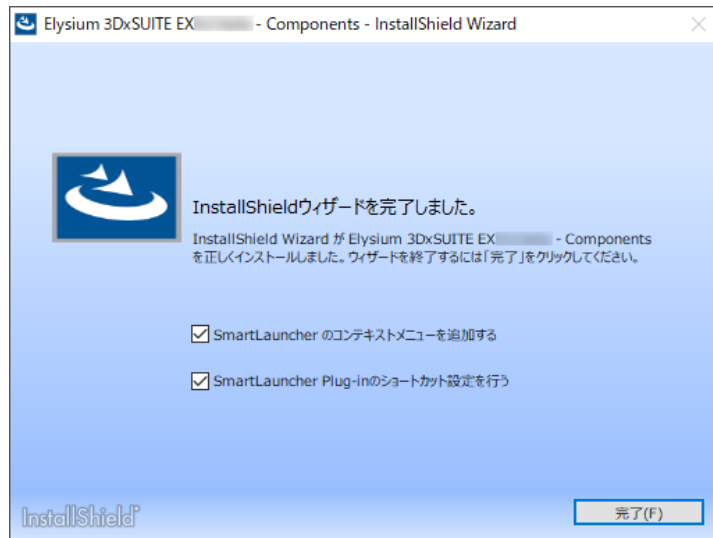 Elysium 3DxSUITE EX - Components - InstallShield Wizard
InstallShieldウィザードを完了しました。
InstallShield Wizard が Elysium 3DxSUITE EX - Components
を正しくインストールしました。ウィザードを終了するには「完了」をクリックしてください。
SmartLauncher のコンテキストメニューを追加する
SmartLauncher Plug-inのショートカット設定を行う
InstallShield
完了(F)